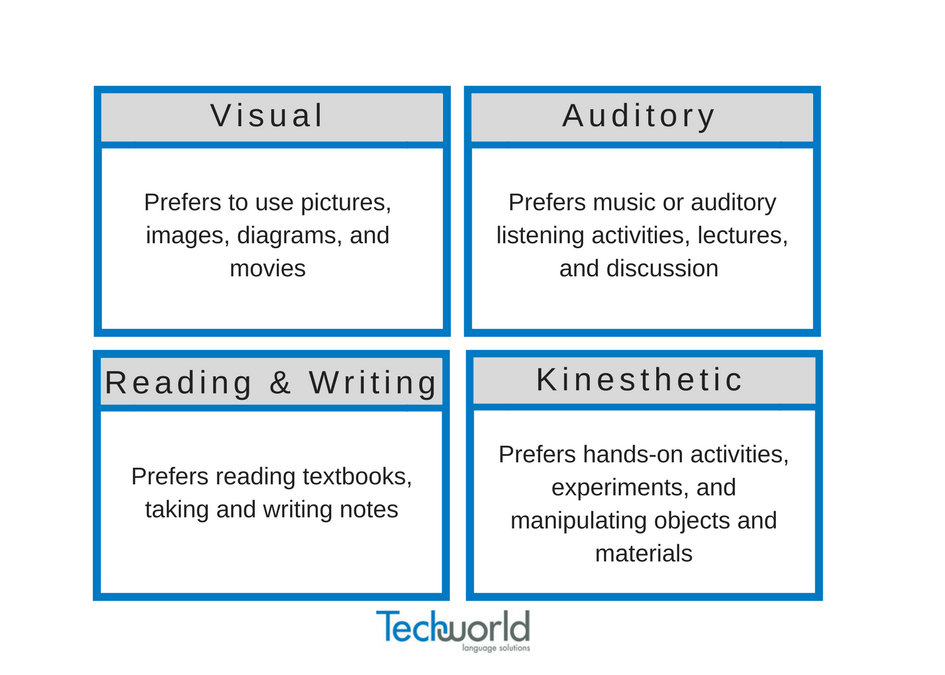 Visual
Prefers to use pictures,
images, diagrams, and
movies
Auditory
Prefers music or auditory
listening activities, lectures,
and discussion
Reading & Writing
Prefers reading textbooks,
taking and writing notes
Kinesthetic
Prefers hands-on activities,
experiments, and
manipulating objects and
materials
Techworld
language solutions